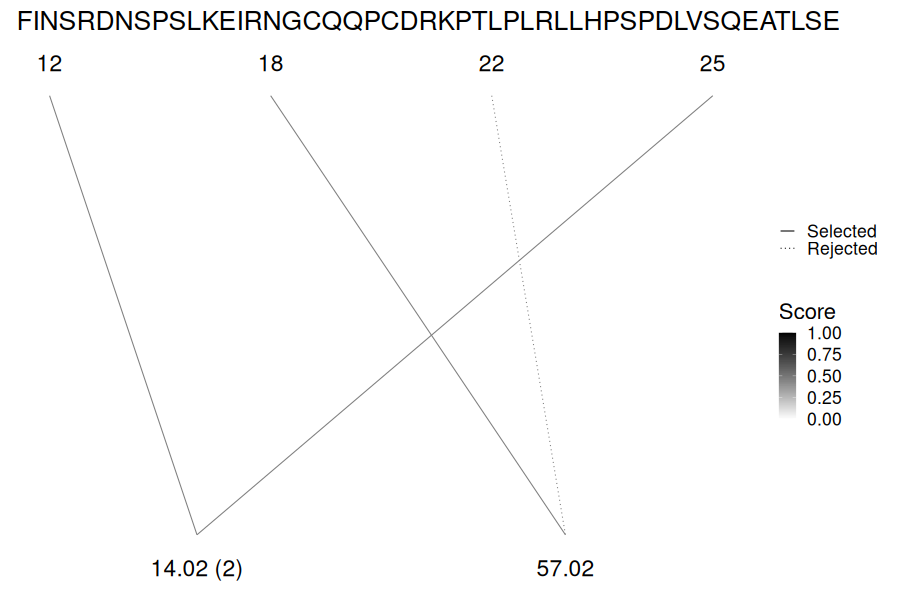 FINSRDNSPSLKEIRNGCQQPCDRKPTLPLRLLHPSPDLVSQEATLSE
12 18 22 25
Selected
Rejected
Score
1.00
0.75
0.50
0.25
0.00
14.02 (2) 57.02